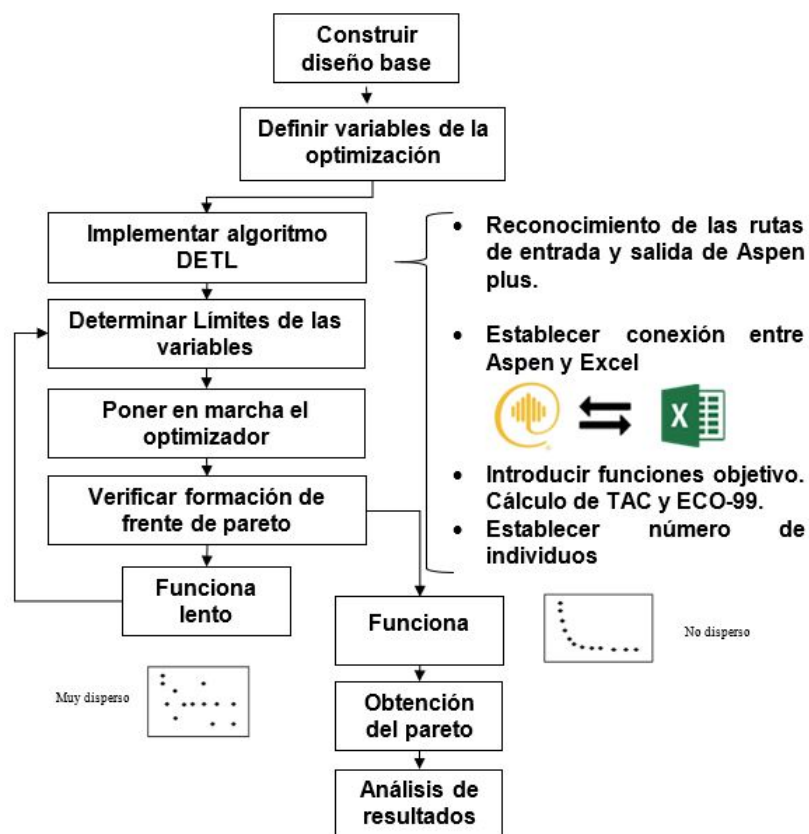 Construir
diseño base
Definir variables de la
optimización
Implementar algoritmo
DETL
Determinar Límites de las
variables
Poner en marcha el
optimizador
Verificar formación de
frente de pareto
Funciona
lento
Muy disperso
• Reconocimiento de las rutas
de entrada y salida de Aspen
plus.
• Establecer conexión entre
Aspen y Excel
X
• Introducir funciones objetivo.
Cálculo de TAC y ECO-99.
• Establecer número de
individuos
Funciona
No disperso
Obtención
del pareto
Análisis de
resultados